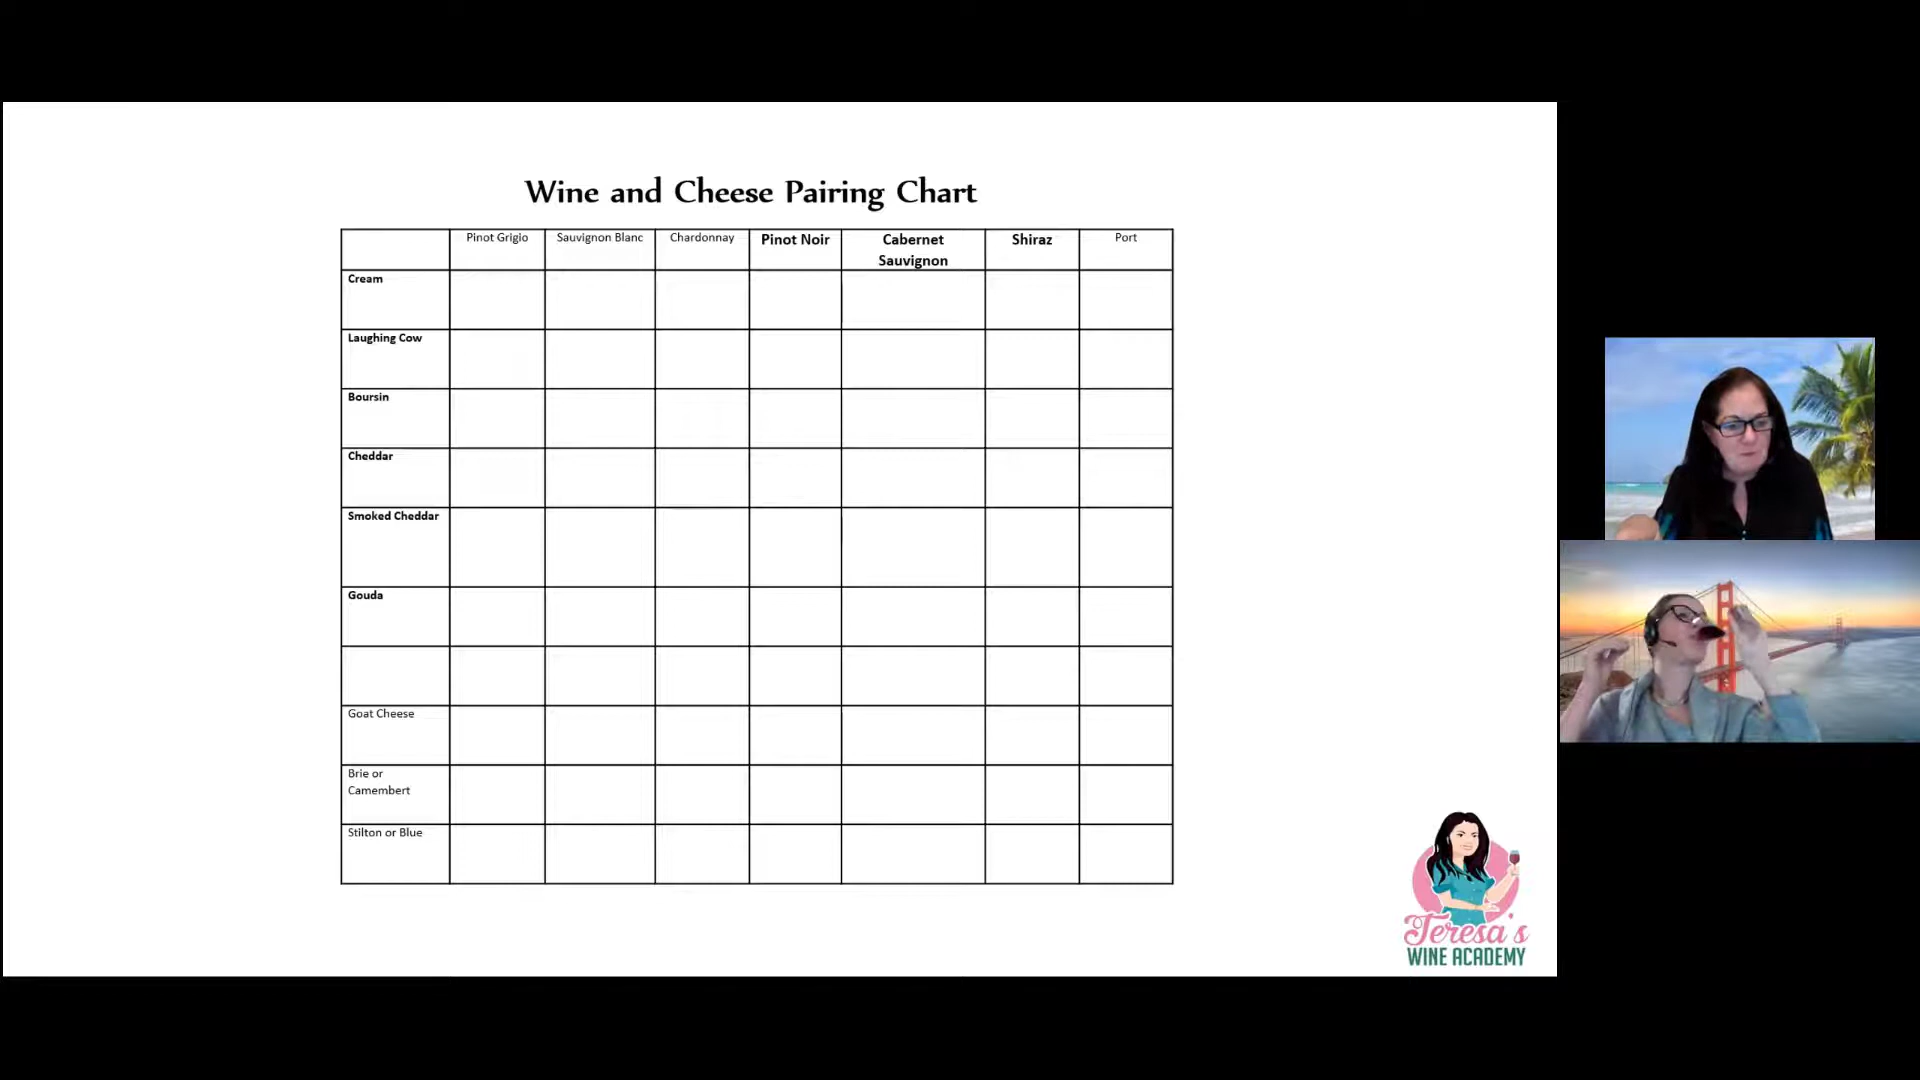 Wine and Cheese Pairing Chart
Pinot Grigio
Sauvignon Blanc
Chardonnay
Pinot Noir
Cabernet
Sauvignon
Shiraz
Port
Cream
Laughing Cow
Boursin
Cheddar
Smoked Cheddar
Gouda
Goat Cheese
Brie or
Camembert
Stilton or Blue
Teresa's
WINE ACADEMY